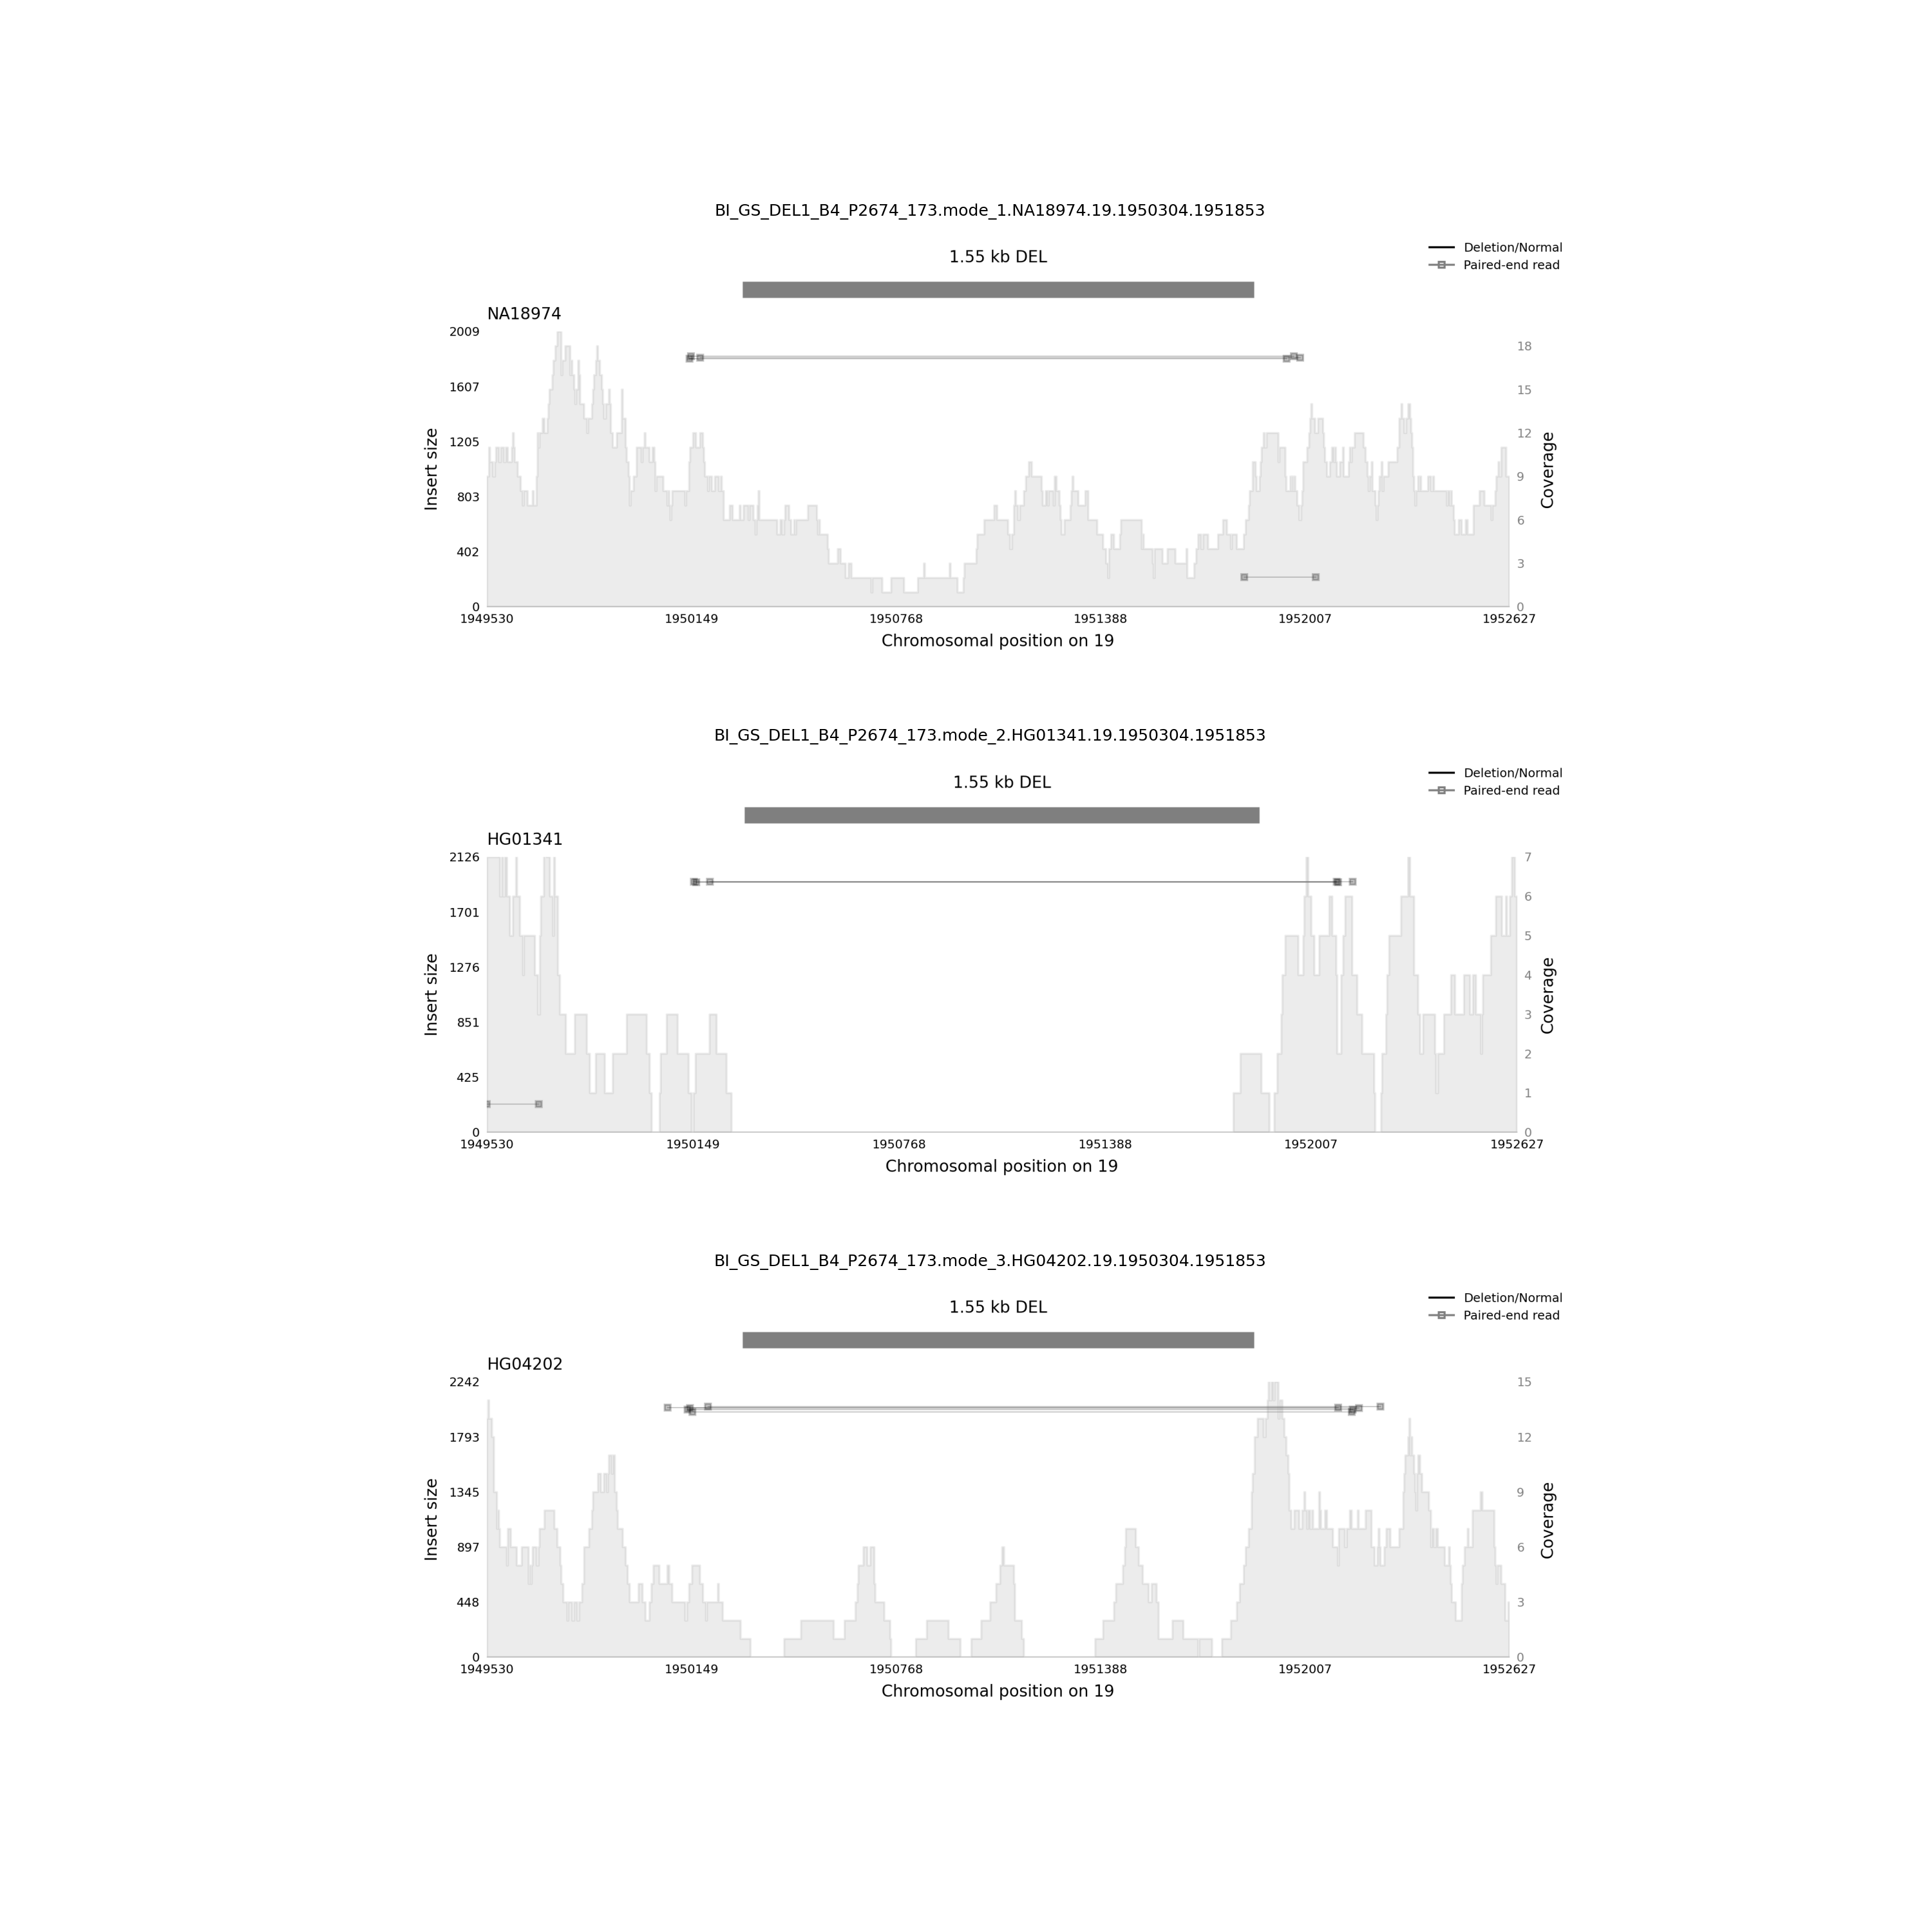 BI_GS_DEL1_B4_P2674_173.mode_1.NA18974.19.1950304.1951853
1.55 kb DEL
Deletion/Normal
Paired-end read
NA18974
2009
1607
1205
803
402
0
Insert size
18
15
12
9
6
3
0
Coverage
1949530 1950149 1950768 1951388 1952007 1952627
Chromosomal position on 19
BI_GS_DEL1_B4_P2674_173.mode_2.HG01341.19.1950304.1951853
1.55 kb DEL
Deletion/Normal
Paired-end read
HG01341
2126
1701
1276
851
425
0
Insert size
7
6
5
4
3
2
1
0
Coverage
1949530 1950149 1950768 1951388 1952007 1952627
Chromosomal position on 19
BI_GS_DEL1_B4_P2674_173.mode_3.HG04202.19.1950304.1951853
1.55 kb DEL
Deletion/Normal
Paired-end read
HG04202
2242
1793
1345
897
448
0
Insert size
15
12
9
6
3
0
Coverage
1949530 1950149 1950768 1951388 1952007 1952627
Chromosomal position on 19